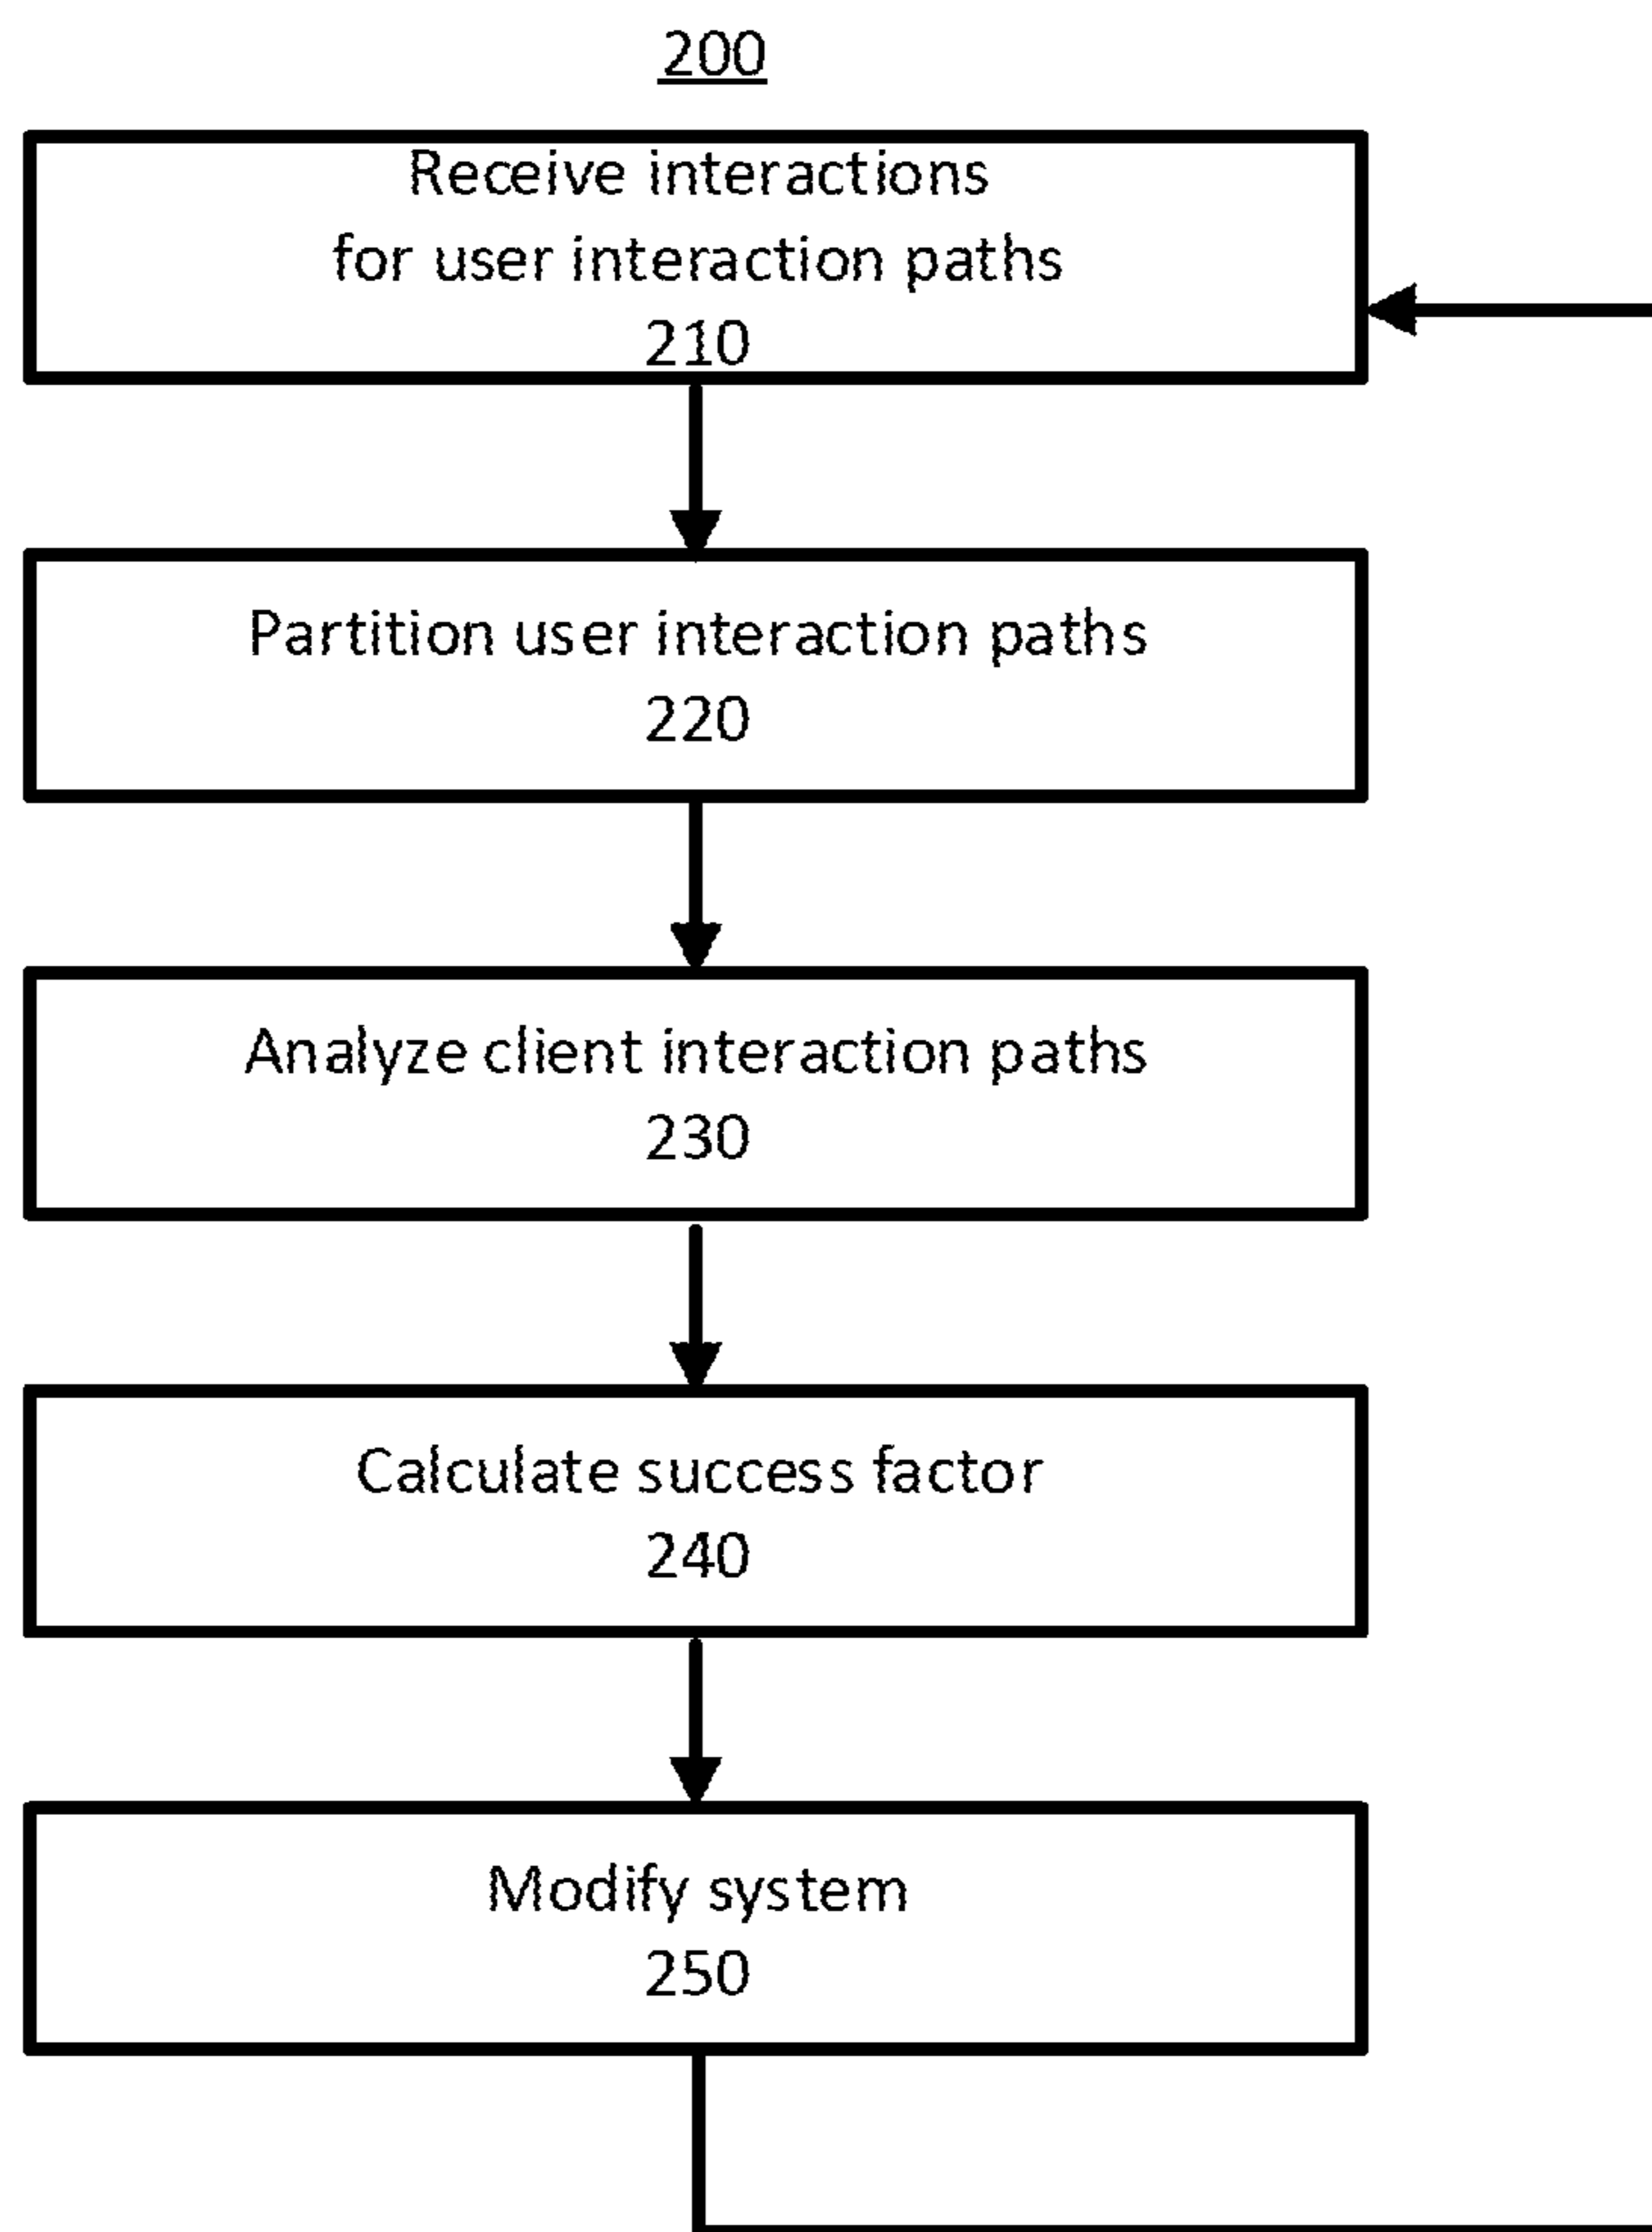 200
Receive interactions
for user interaction paths
210
Partition user interaction paths
220
Analyze client interaction paths
230
Calculate success factor
240
Modify system
250